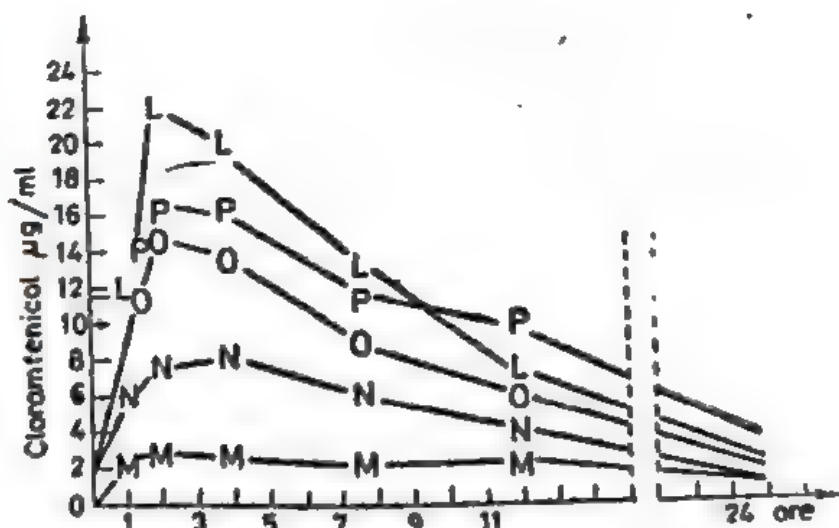 Cloramfenicol µg/ml
24
22
20
18
16
14
12
10
8
6
4
2
0
L
L
P P L
P O
O P P
L O O L
N N N O N
M M M M M
1 3 5 7 9 11 24 ore